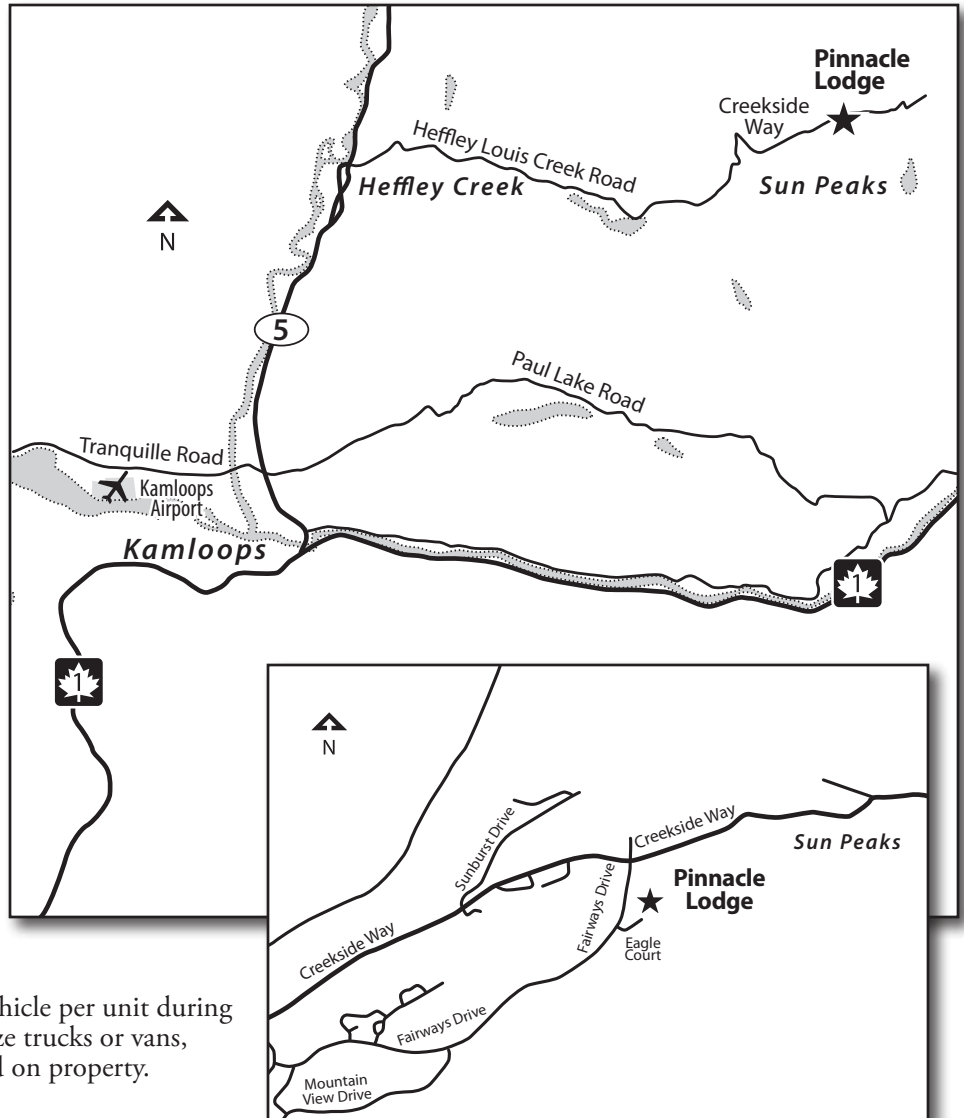 Pinnacle
Lodge
Creekside
Way
Heffley Louis Creek Road
Heffley Creek
Sun Peaks
N
5
Paul Lake Road
Tranquille Road
Kamloops
Airport
Kamloops
1
1
N
Sunburst Drive
Creekside Way
Sun Peaks
Pinnacle
Lodge
Fairways Drive
Eagle
Court
Creekside Way
Fairways Drive
Mountain
View Drive
hicle per unit during
ze trucks or vans,
d on property.